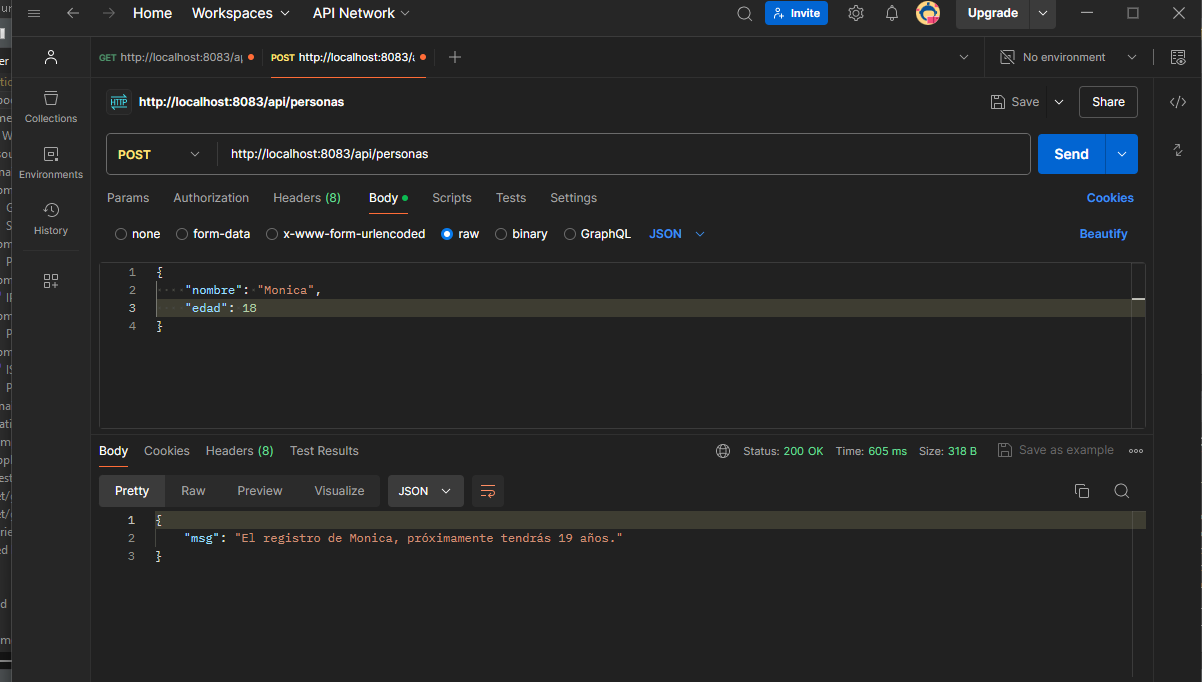 Home Workspaces API Network Invite Upgrade
GET http://localhost:8083/a POST http://localhost:8083/ No environment
HTTP http://localhost:8083/api/personas Save Share
Collections
POST http://localhost:8083/api/personas Send
Environments
Params Authorization Headers (8) Body Scripts Tests Settings Cookies
History
none form-data x-www-form-urlencoded raw binary GraphQL JSON Beautify
1 {
2 "nombre": "Monica",
3 "edad": 18
4 }
Body Cookies Headers (8) Test Results Status: 200 OK Time: 605 ms Size: 318 B Save as example
Pretty Raw Preview Visualize JSON
1 {
2 "msg": "El registro de Monica, próximamente tendrás 19 años."
3 }